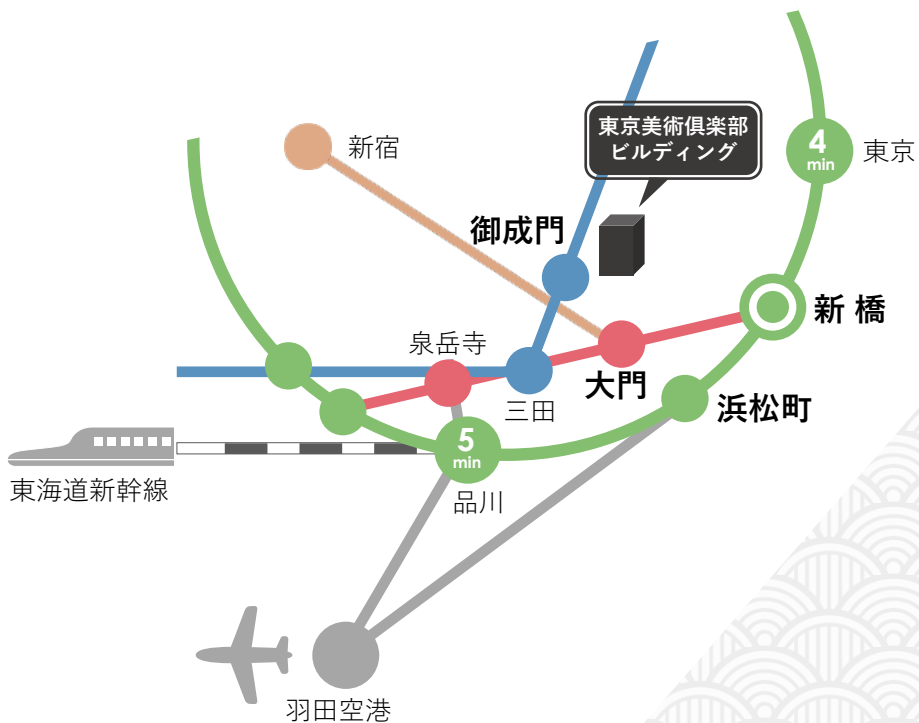 東京美術俱楽部
ビルディング
新宿
4
min
東京
御成門
新橋
泉岳寺
大門
三田
浜松町
5
min
東海道新幹線
品川
羽田空港